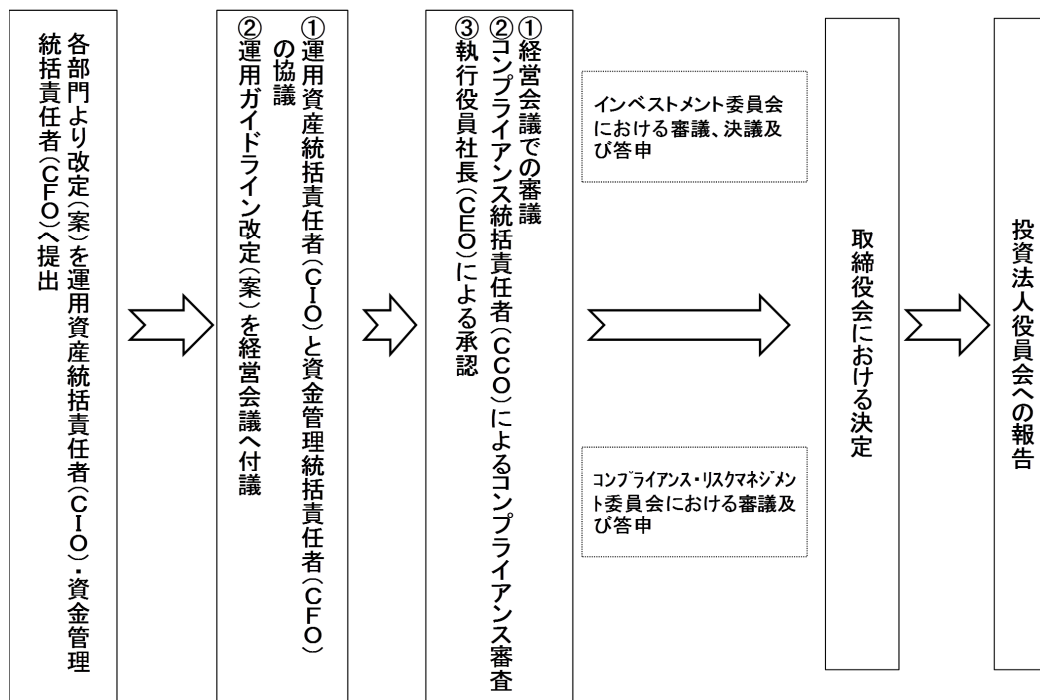 各部門より改定(案)を運用資産統括責任者(CIO)・資金管理
統括責任者(CFO)へ提出
①運用資産統括責任者(CIO)と資金管理統括責任者(CFO)
の協議
②運用ガイドライン改定(案)を経営会議へ付議
①経営会議での審議
②コンプライアンス統括責任者(CCO)によるコンプライアンス審査
③執行役員社長(CEO)による承認
インベストメント委員会
における審議、決議及
び答申
コンプライアンス・リスクマネジメン
ト委員会における審議及
び答申
取締役会における決定
投資法人役員会への報告